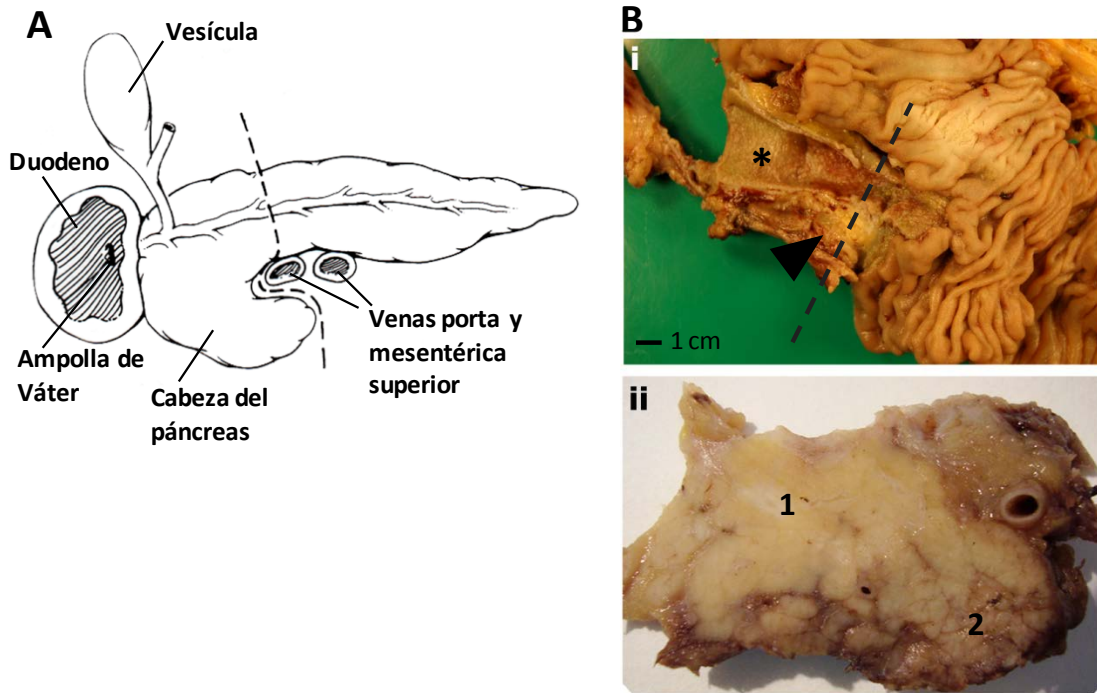 A
Vesícula
Duodeno
Ampolla de
Váter
Cabeza del
páncreas
Venas porta y
mesentérica
superior
B
i
*
1 cm
ii
1
2